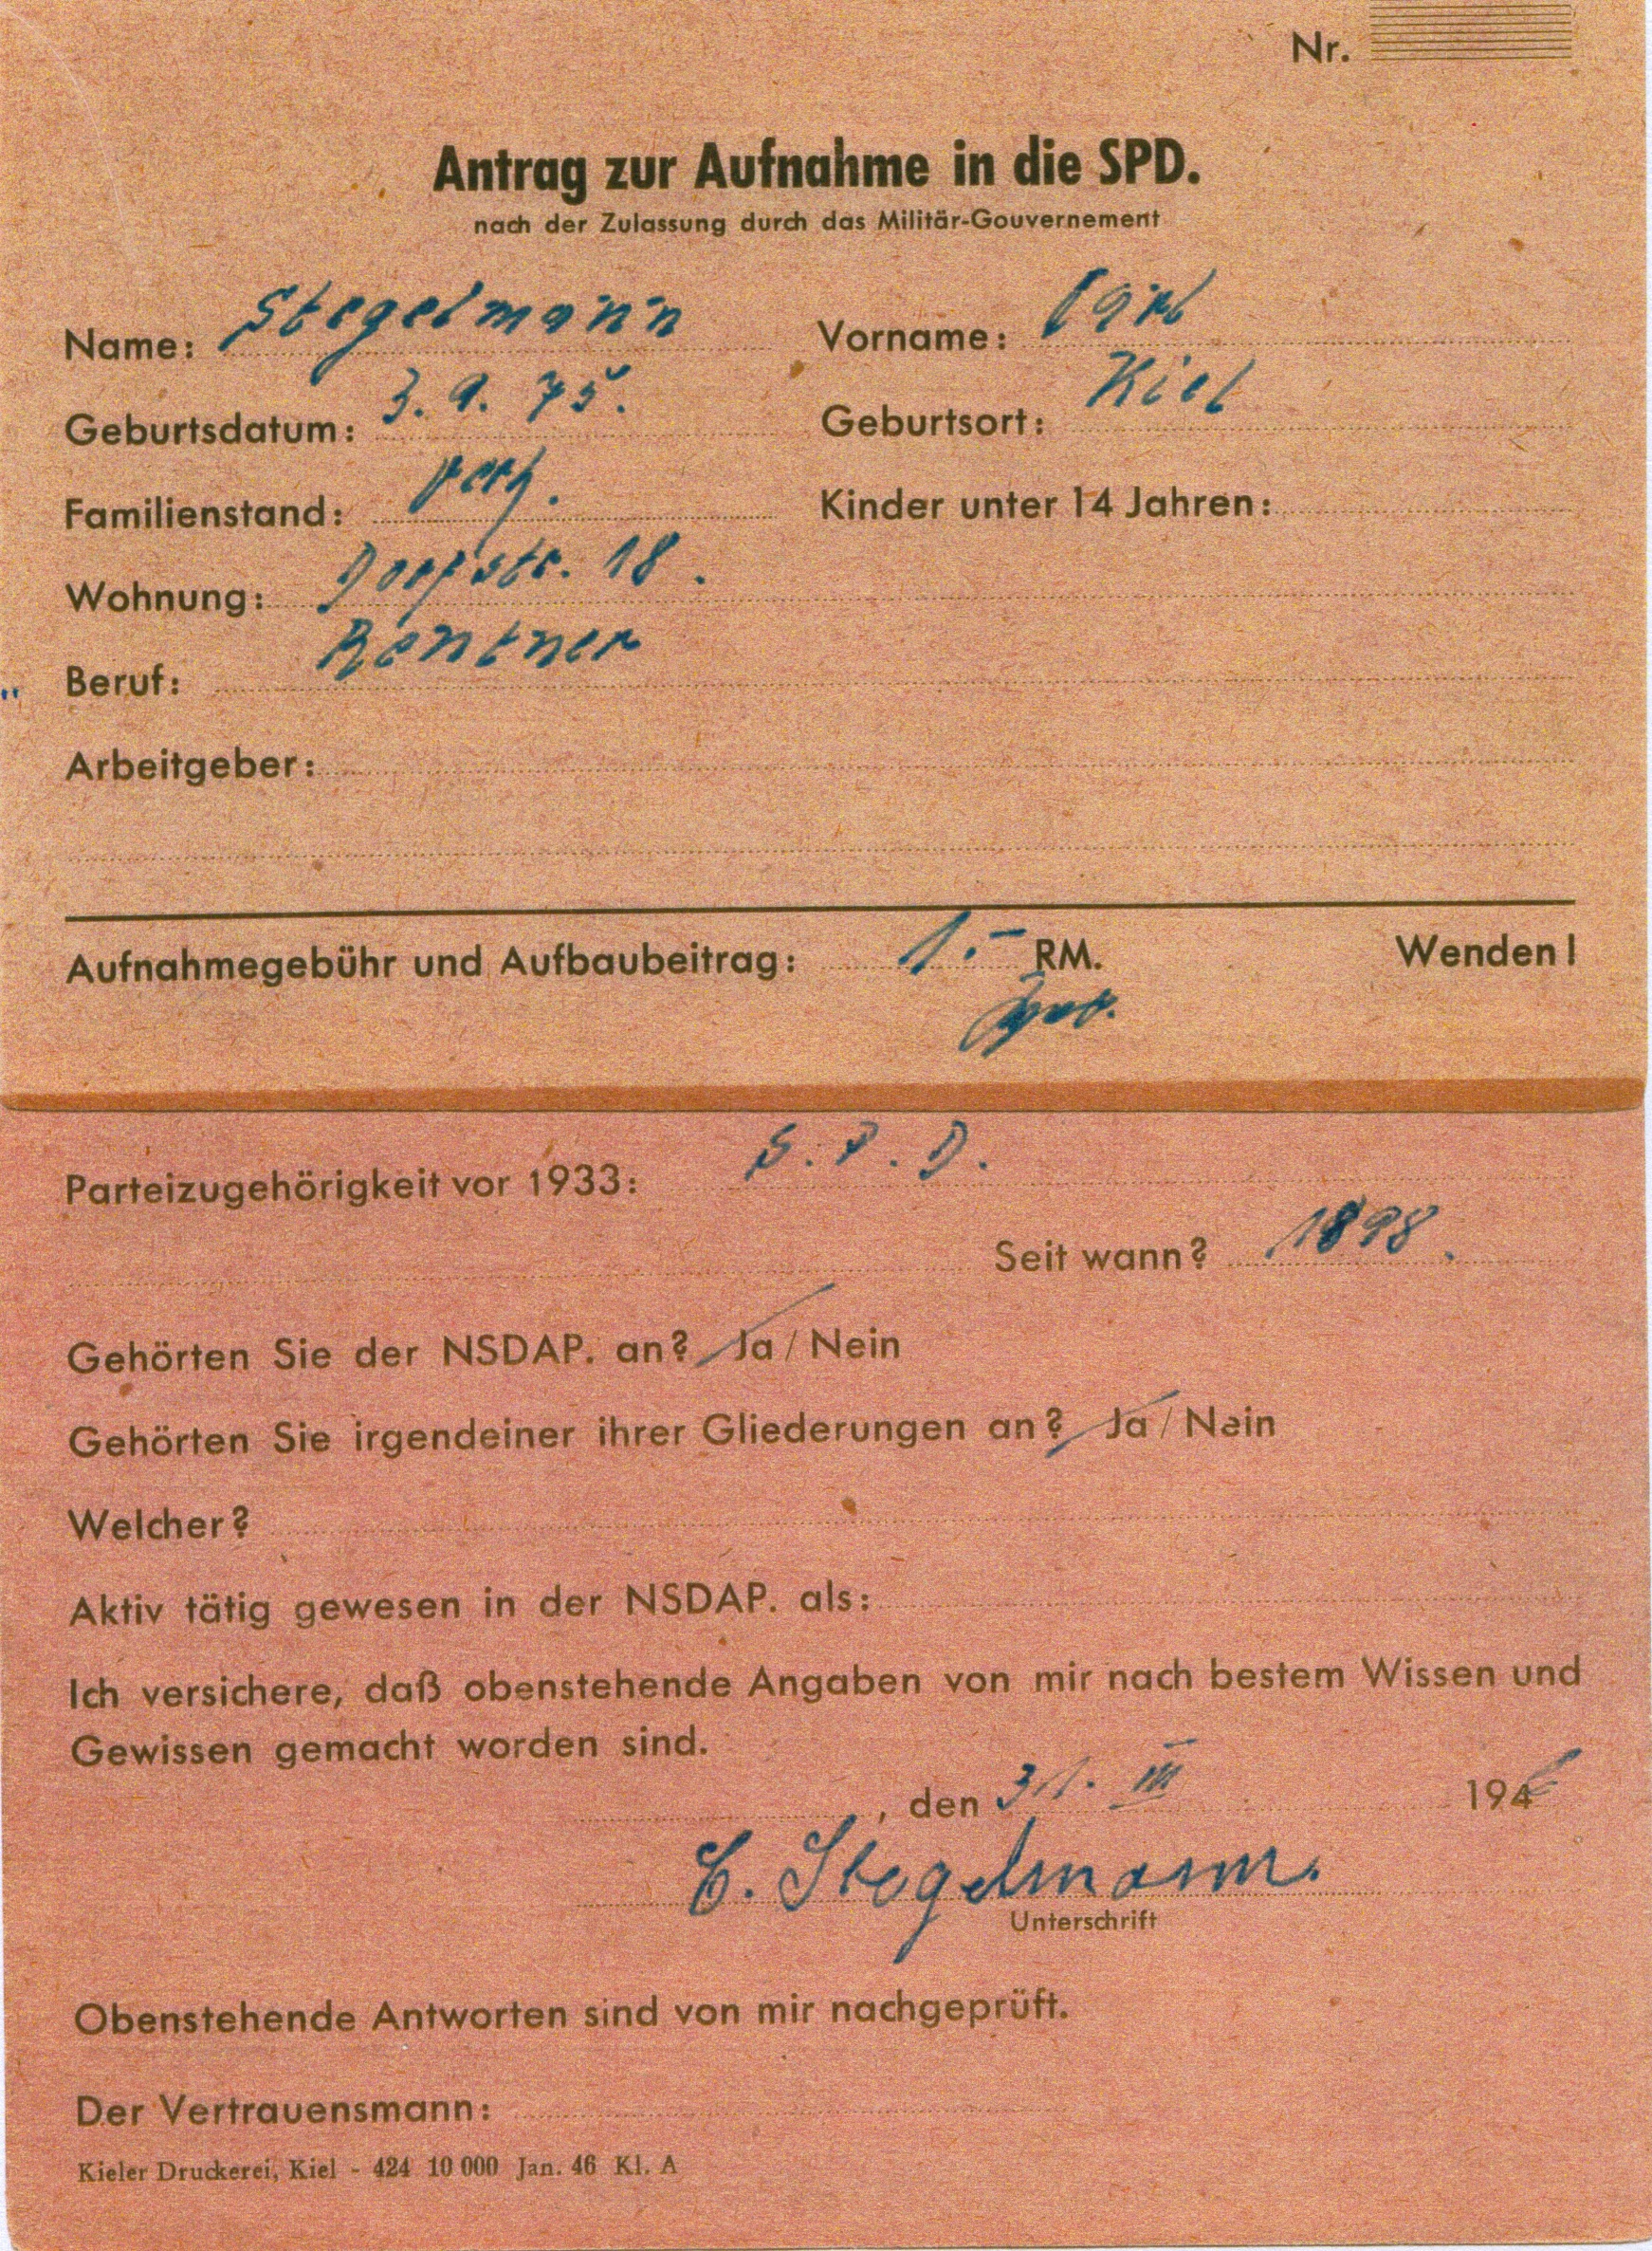 Nr.
Antrag zur Aufnahme in die SPD.
nach der Zulassung durch das Militär-Gouvernement
Name: Stegelmann Vorname: Carl
Geburtsdatum: 3. 9. 75. Geburtsort: Kiel
Familienstand: verh. Kinder unter 14 Jahren:
Wohnung: Dorfstr. 18.
Beruf: Rentner
Arbeitgeber:
Aufnahmegebühr und Aufbaubeitrag: 1.– RM. Wenden!
Parteizugehörigkeit vor 1933: S. P. D.
Seit wann? 1898.
Gehörten Sie der NSDAP. an? Ja / Nein
Gehörten Sie irgendeiner ihrer Gliederungen an? Ja / Nein
Welcher?
Aktiv tätig gewesen in der NSDAP. als:
Ich versichere, daß obenstehende Angaben von mir nach bestem Wissen und
Gewissen gemacht worden sind.
, den 31. III 1946
C. Stegelmann.
Unterschrift
Obenstehende Antworten sind von mir nachgeprüft.
Der Vertrauensmann:
Kieler Druckerei, Kiel - 424 10 000 Jan. 46 Kl. A